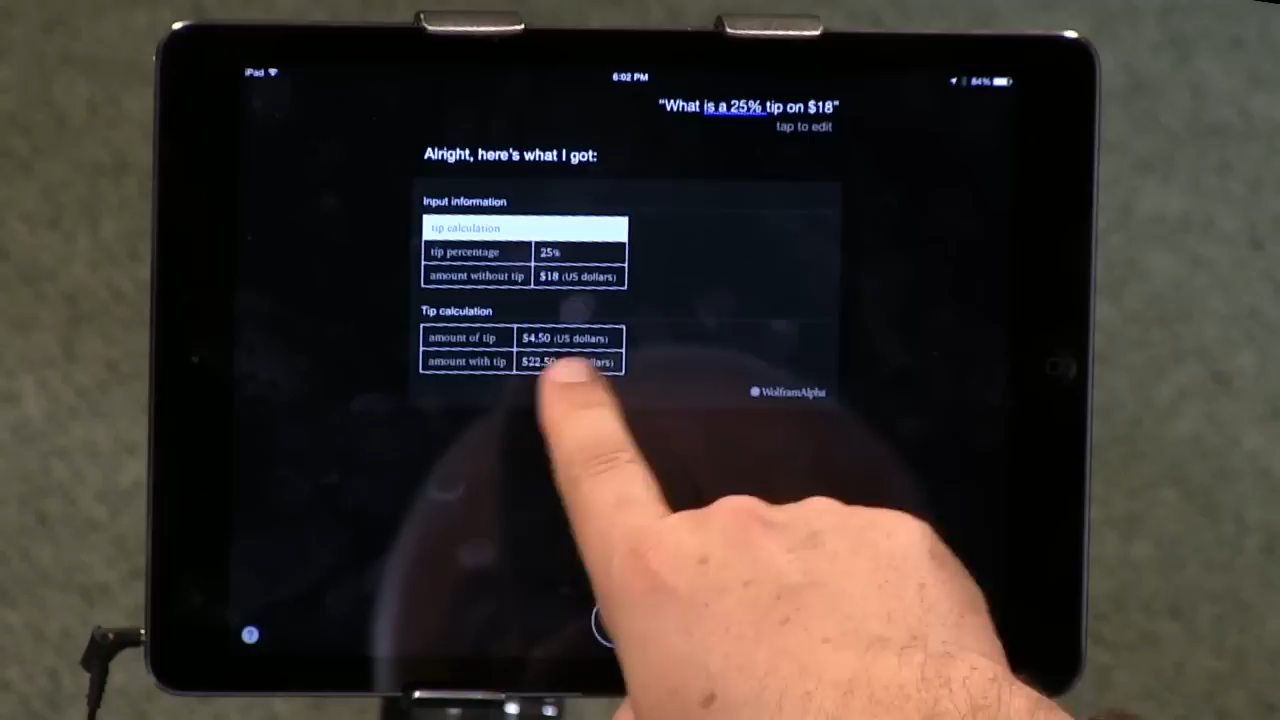 iPad
6:02 PM
84%
"What is a 25% tip on $18"
tap to edit
Alright, here's what I got:
Input information
tip calculation
tip percentage 25%
amount without tip $18 (US dollars)
Tip calculation
amount of tip $4.50 (US dollars)
amount with tip $22.50
WolframAlpha
?